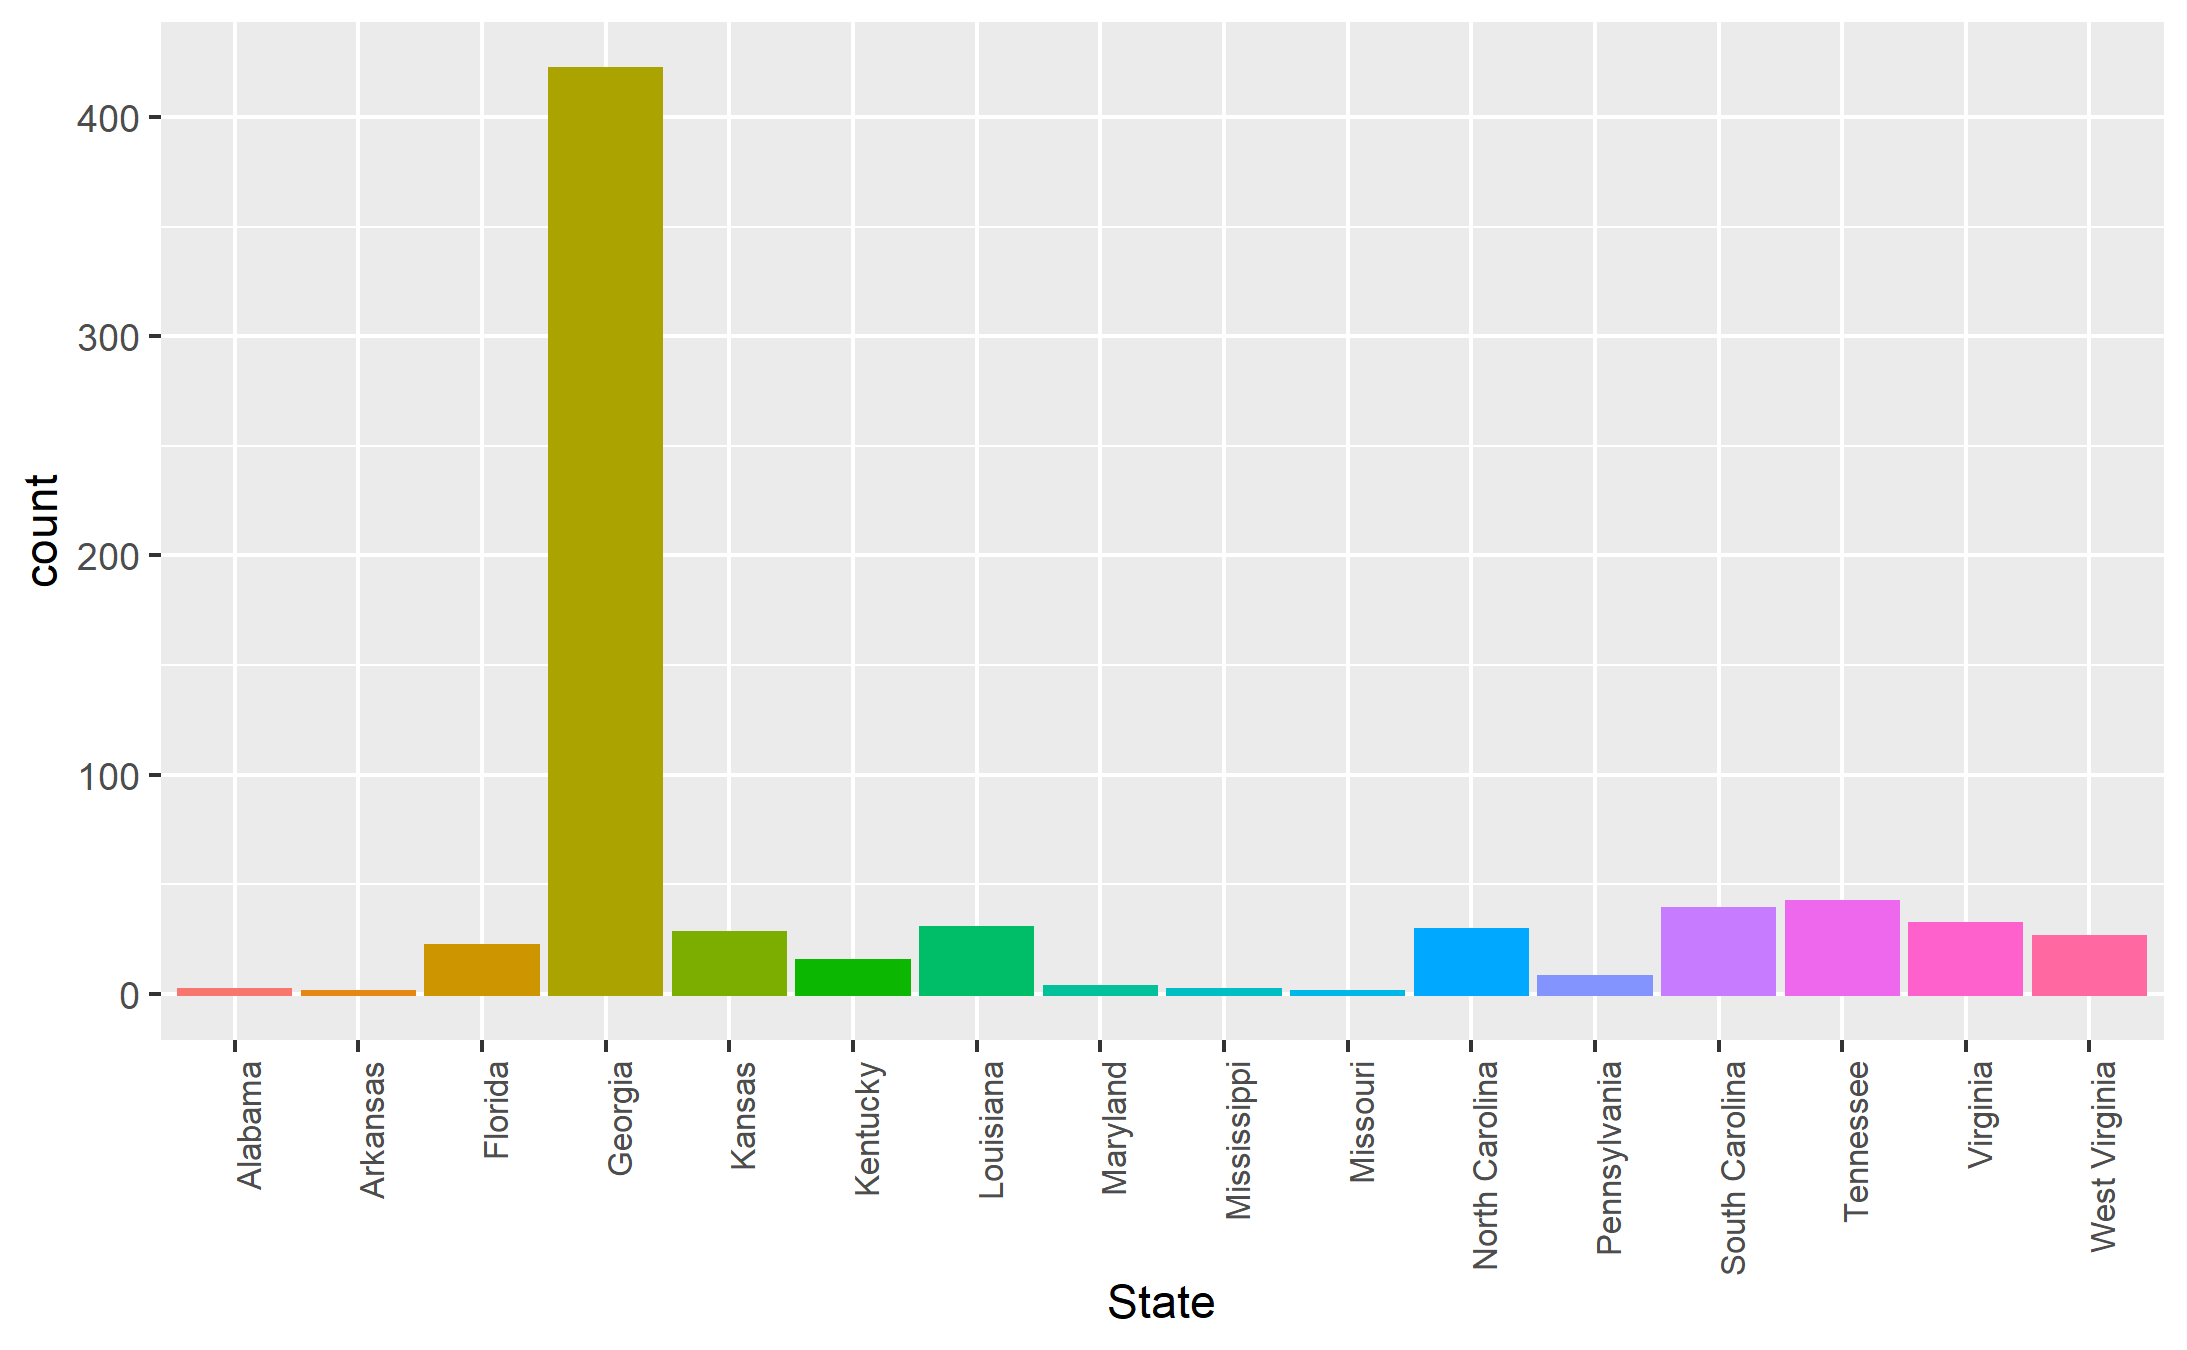 count
400
300
200
100
0
Alabama
Arkansas
Florida
Georgia
Kansas
Kentucky
Louisiana
Maryland
Mississippi
Missouri
North Carolina
Pennsylvania
South Carolina
Tennessee
Virginia
West Virginia
State